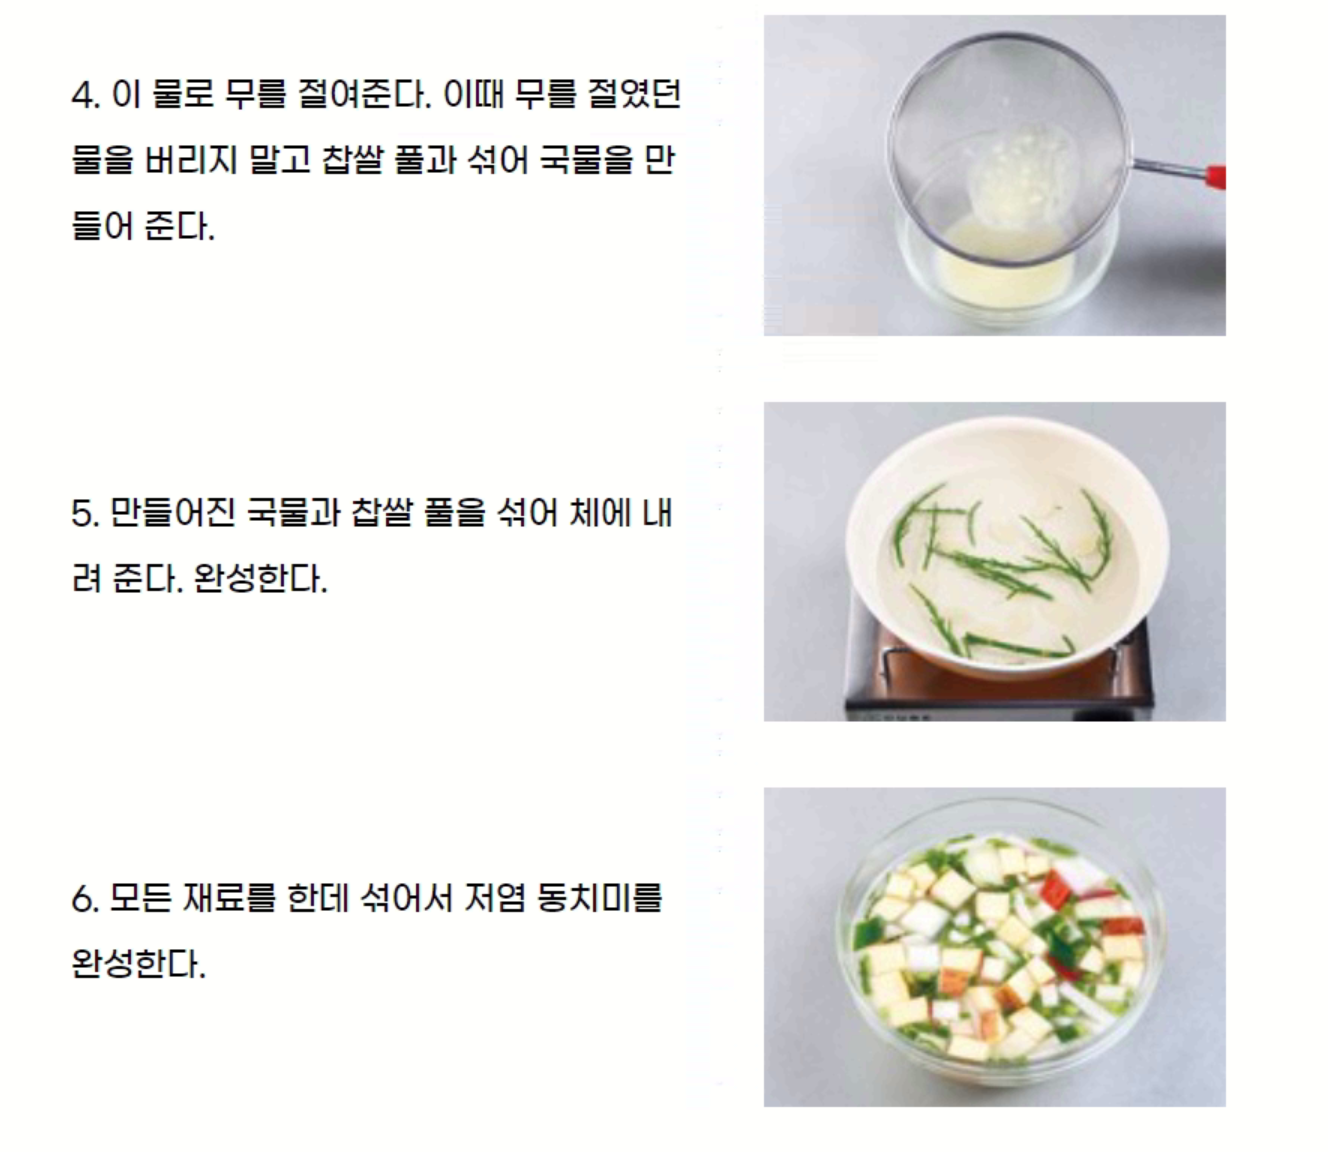 4. 이 물로 무를 절여준다. 이때 무를 절였던
물을 버리지 말고 찹쌀 풀과 섞어 국물을 만
들어 준다.
5. 만들어진 국물과 찹쌀 풀을 섞어 체에 내
려 준다. 완성한다.
6. 모든 재료를 한데 섞어서 저염 동치미를
완성한다.